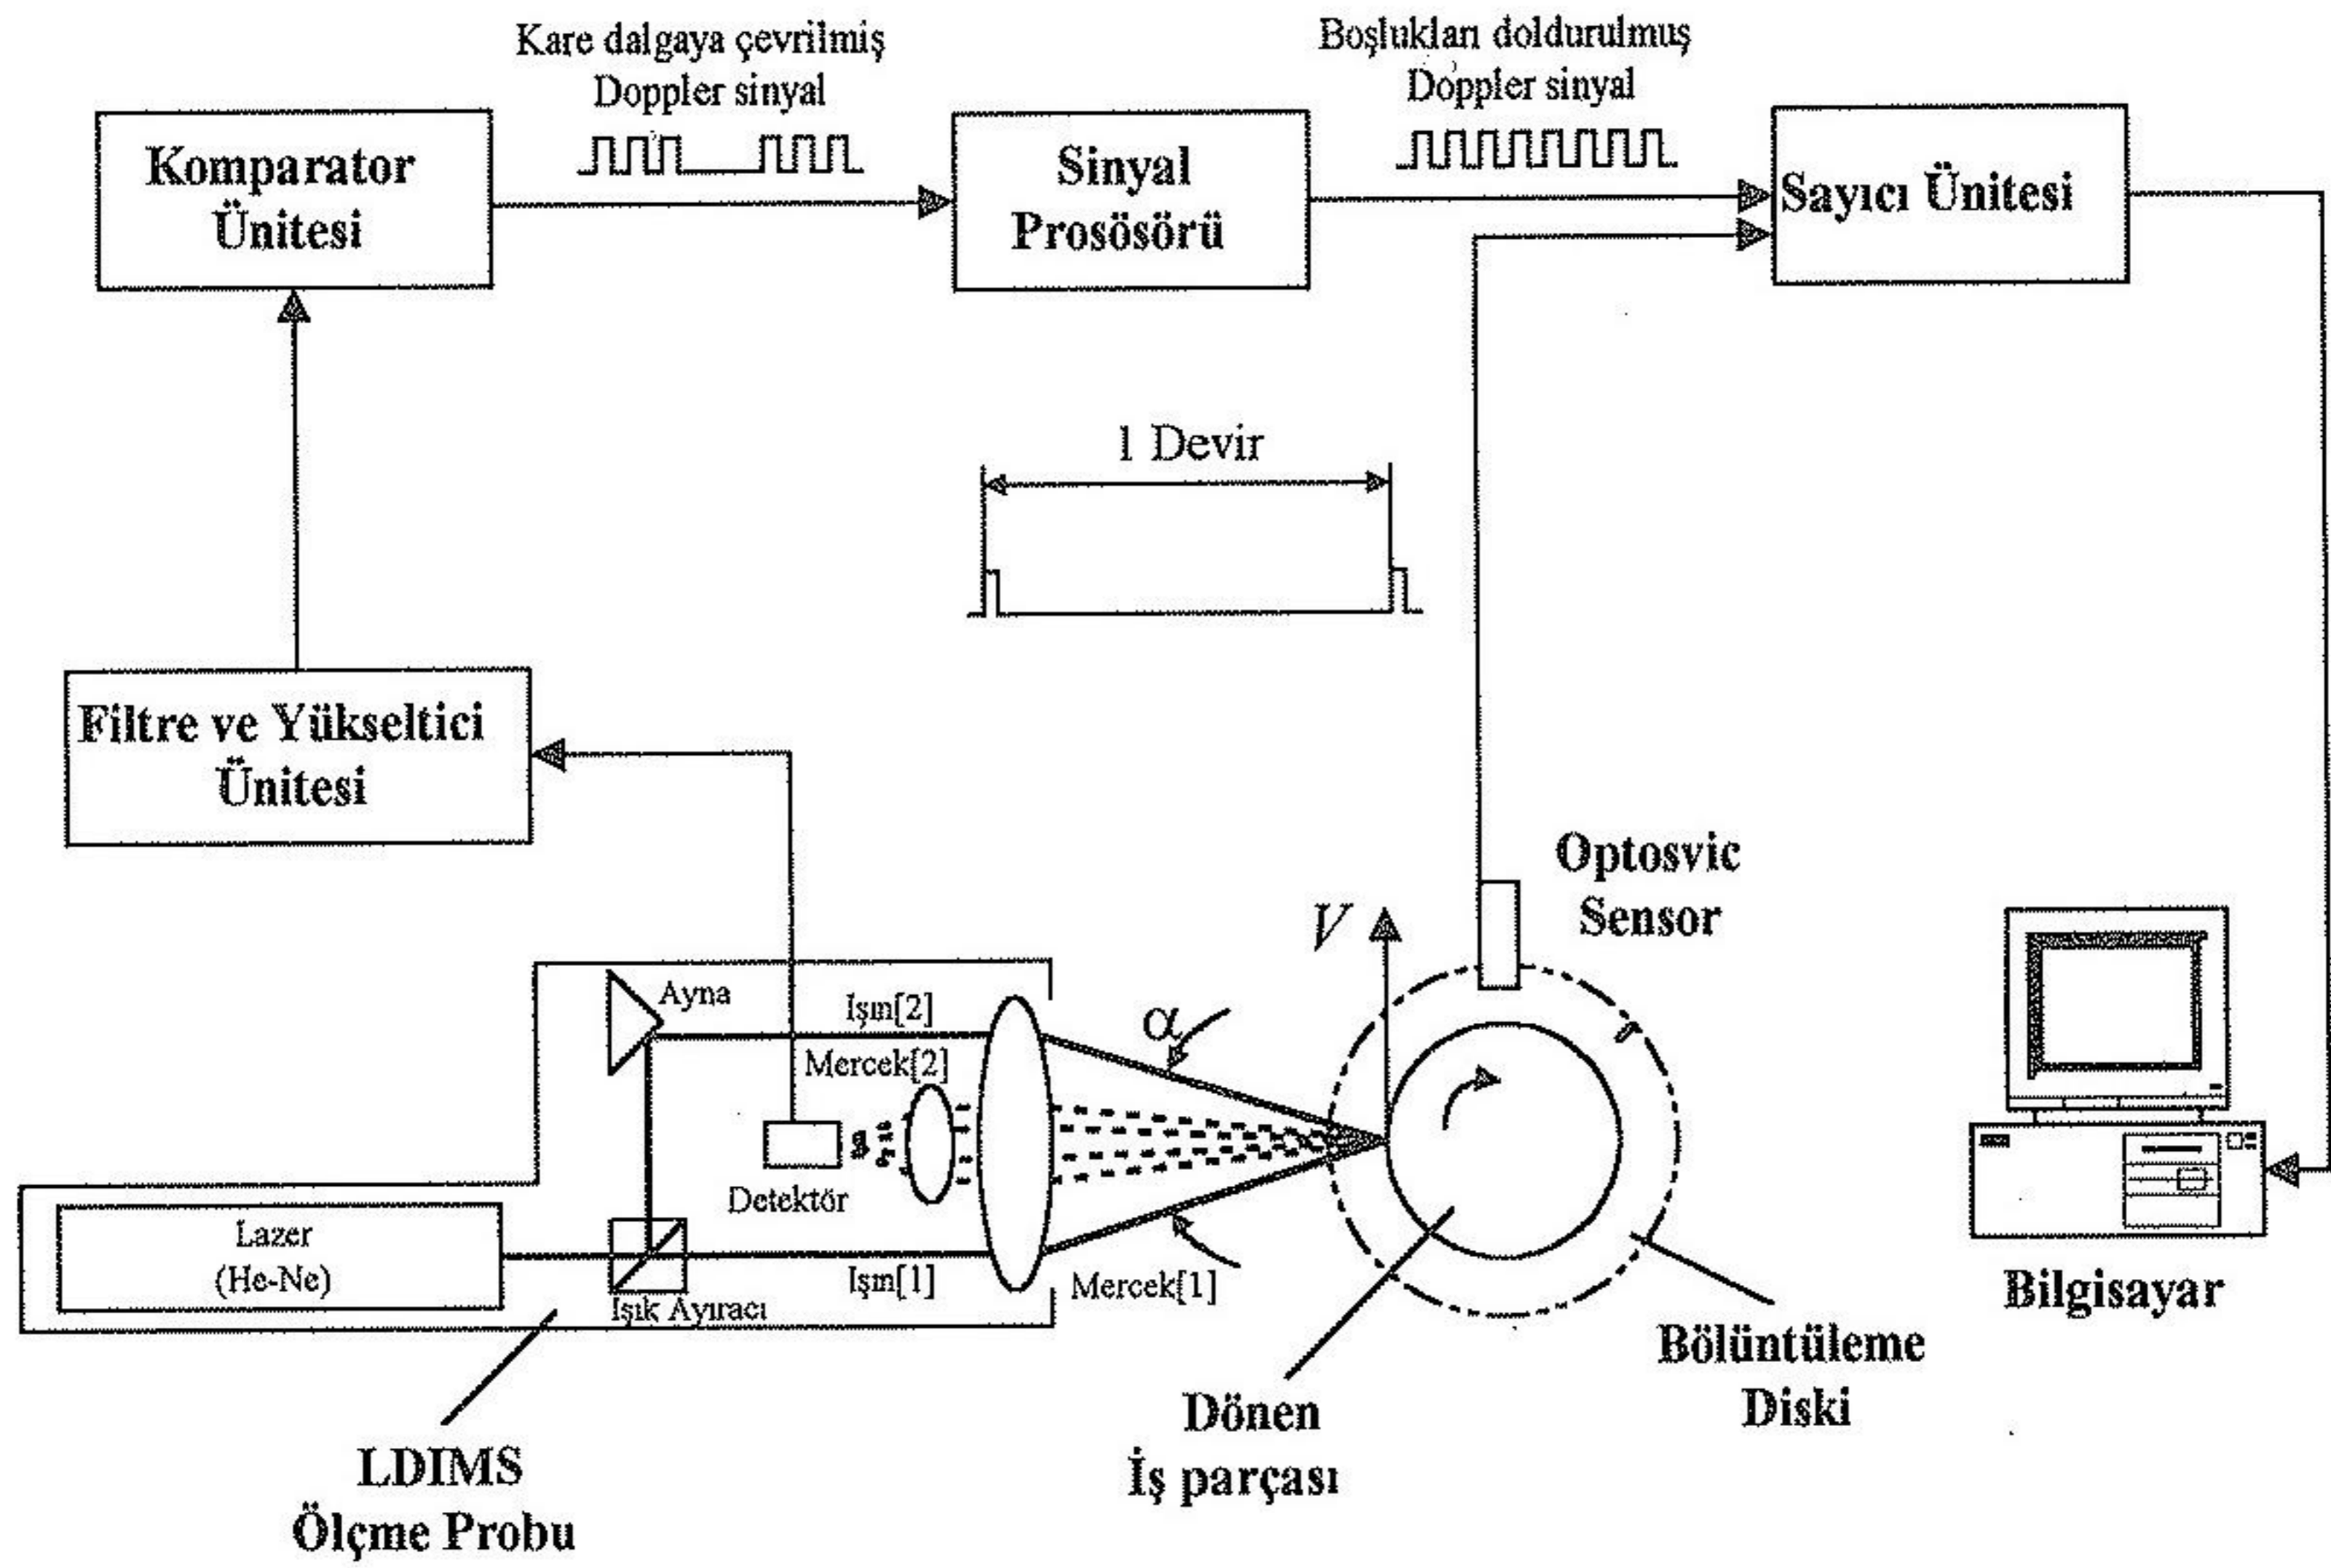 Kare dalgaya çevrilmiş
Doppler sinyal
Boşlukları doldurulmuş
Doppler sinyal
Komparator
Ünitesi
Sinyal
Prosösörü
Sayıcı Ünitesi
1 Devir
Filtre ve Yükseltici
Ünitesi
Optosvic
Sensor
V
Ayna
Işın[2]
α
Mercek[2]
Detektör
Lazer
(He-Ne)
Işın[1]
Mercek[1]
Işık Ayıracı
Bilgisayar
Bölüntüleme
Diski
Dönen
İş parçası
LDIMS
Ölçme Probu